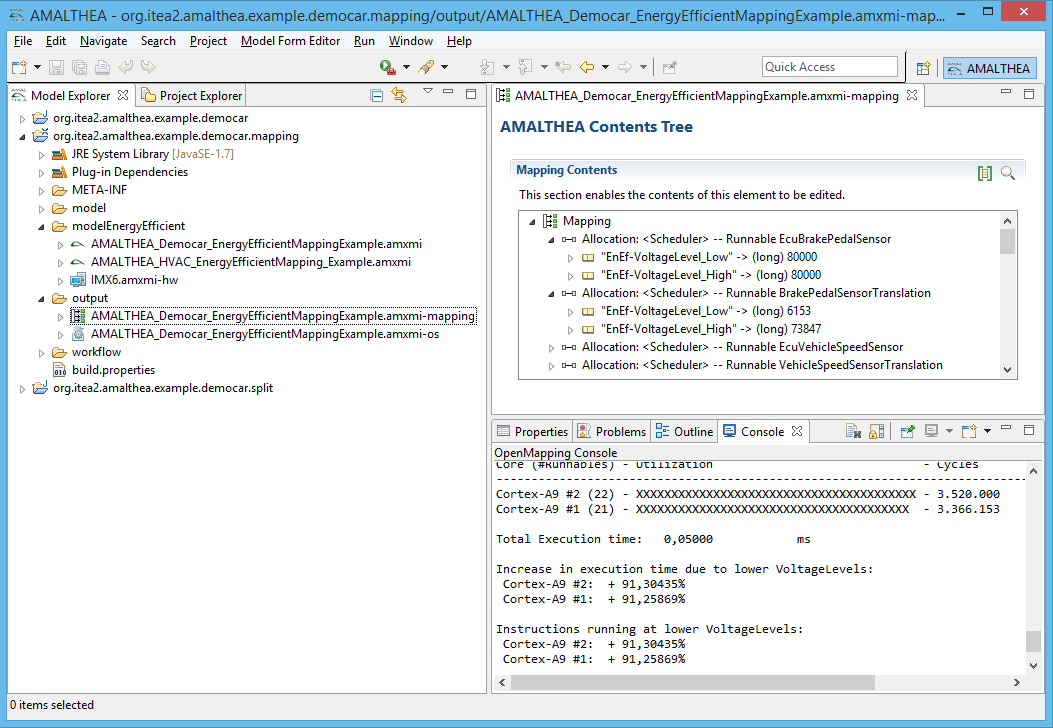 AMALTHEA - org.itea2.amalthea.example.democar.mapping/output/AMALTHEA_Democar_EnergyEfficientMappingExample.amxmi-map...
File Edit Navigate Search Project Model Form Editor Run Window Help
Quick Access
AMALTHEA
Model Explorer Project Explorer
org.itea2.amalthea.example.democar
org.itea2.amalthea.example.democar.mapping
JRE System Library [JavaSE-1.7]
Plug-in Dependencies
META-INF
model
modelEnergyEfficient
AMALTHEA_Democar_EnergyEfficientMappingExample.amxmi
AMALTHEA_HVAC_EnergyEfficientMapping_Example.amxmi
IMX6.amxmi-hw
output
AMALTHEA_Democar_EnergyEfficientMappingExample.amxmi-mapping
AMALTHEA_Democar_EnergyEfficientMappingExample.amxmi-os
workflow
build.properties
org.itea2.amalthea.example.democar.split
AMALTHEA_Democar_EnergyEfficientMappingExample.amxmi-mapping
AMALTHEA Contents Tree
Mapping Contents
This section enables the contents of this element to be edited.
Mapping
Allocation: <Scheduler> -- Runnable EcuBrakePedalSensor
"EnEf-VoltageLevel_Low" -> (long) 80000
"EnEf-VoltageLevel_High" -> (long) 80000
Allocation: <Scheduler> -- Runnable BrakePedalSensorTranslation
"EnEf-VoltageLevel_Low" -> (long) 6153
"EnEf-VoltageLevel_High" -> (long) 73847
Allocation: <Scheduler> -- Runnable EcuVehicleSpeedSensor
Allocation: <Scheduler> -- Runnable VehicleSpeedSensorTranslation
Properties Problems Outline Console
OpenMapping Console
Core (#Runnables) - Utilization - Cycles
--------------------------------------------------------------------------
Cortex-A9 #2 (22) - XXXXXXXXXXXXXXXXXXXXXXXXXXXXXXXXXXXXXXXX - 3.520.000
Cortex-A9 #1 (21) - XXXXXXXXXXXXXXXXXXXXXXXXXXXXXXXXXXXXXXX - 3.366.153
Total Execution time: 0,05000 ms
Increase in execution time due to lower VoltageLevels:
Cortex-A9 #2: + 91,30435%
Cortex-A9 #1: + 91,25869%
Instructions running at lower VoltageLevels:
Cortex-A9 #2: + 91,30435%
Cortex-A9 #1: + 91,25869%
0 items selected